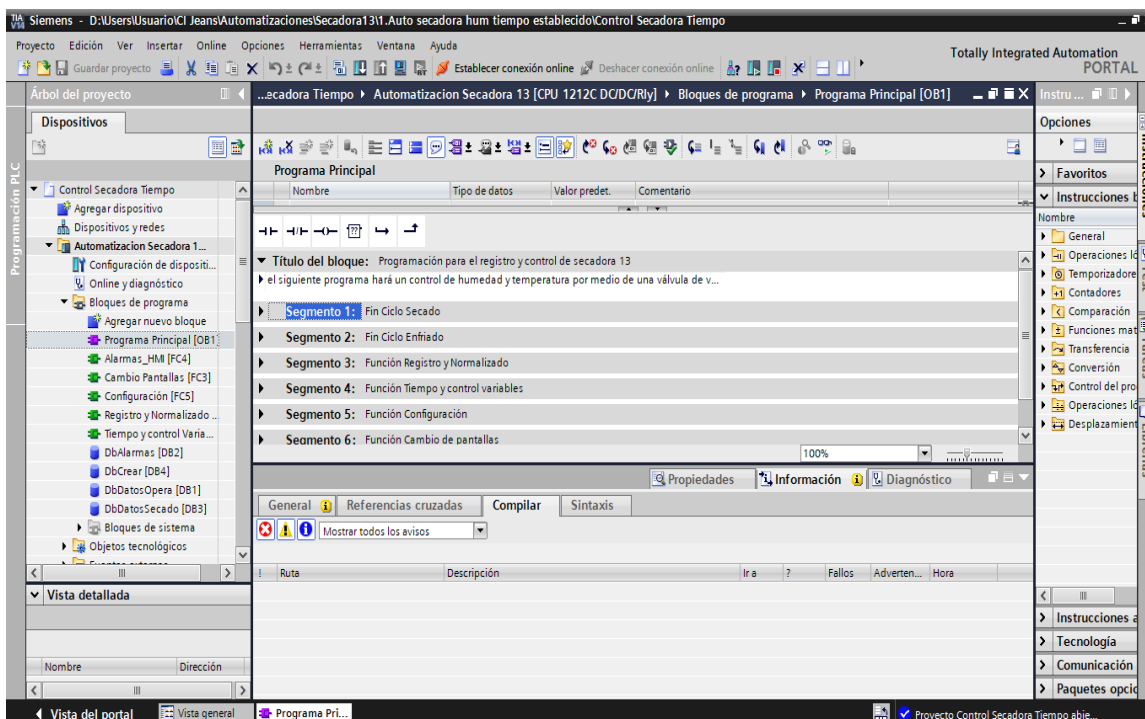 Siemens - D:\Users\Usuario\CI Jeans\Automatizaciones\Secadora13\1.Auto secadora hum tiempo establecido\Control Secadora Tiempo
Proyecto Edición Ver Insertar Online Opciones Herramientas Ventana Ayuda
Totally Integrated Automation
PORTAL
Guardar proyecto
Establecer conexión online
Deshacer conexión online
Árbol del proyecto
...ecadora Tiempo Automatizacion Secadora 13 [CPU 1212C DC/DC/Rly] Bloques de programa Programa Principal [OB1]
Instru...
Dispositivos
Opciones
Programación PLC
Control Secadora Tiempo
Agregar dispositivo
Dispositivos y redes
Automatizacion Secadora 1...
Configuración de dispositi...
Online y diagnóstico
Bloques de programa
Agregar nuevo bloque
Programa Principal [OB1]
Alarmas_HMI [FC4]
Cambio Pantallas [FC3]
Configuración [FC5]
Registro y Normalizado ...
Tiempo y control Varia...
DbAlarmas [DB2]
DbCrear [DB4]
DbDatosOpera [DB1]
DbDatosSecado [DB3]
Bloques de sistema
Objetos tecnológicos
Vista detallada
Nombre Dirección
Programa Principal
Nombre Tipo de datos Valor predet. Comentario
Título del bloque: Programación para el registro y control de secadora 13
el siguiente programa hará un control de humedad y temperatura por medio de una válvula de v...
Segmento 1: Fin Ciclo Secado
Segmento 2: Fin Ciclo Enfriado
Segmento 3: Función Registro y Normalizado
Segmento 4: Función Tiempo y control variables
Segmento 5: Función Configuración
Segmento 6: Función Cambio de pantallas
100%
Propiedades Información Diagnóstico
General Referencias cruzadas Compilar Sintaxis
Mostrar todos los avisos
! Ruta Descripción Ir a ? Fallos Adverten... Hora
Favoritos
Instrucciones b
Nombre
General
Operaciones ló
Temporizadore
Contadores
Comparación
Funciones mat
Transferencia
Conversión
Control del pro
Operaciones ló
Desplazamient
Instrucciones a
Tecnología
Comunicación
Paquetes opcio
Vista del portal Vista general Programa Pri...
Proyecto Control Secadora Tiempo abie...